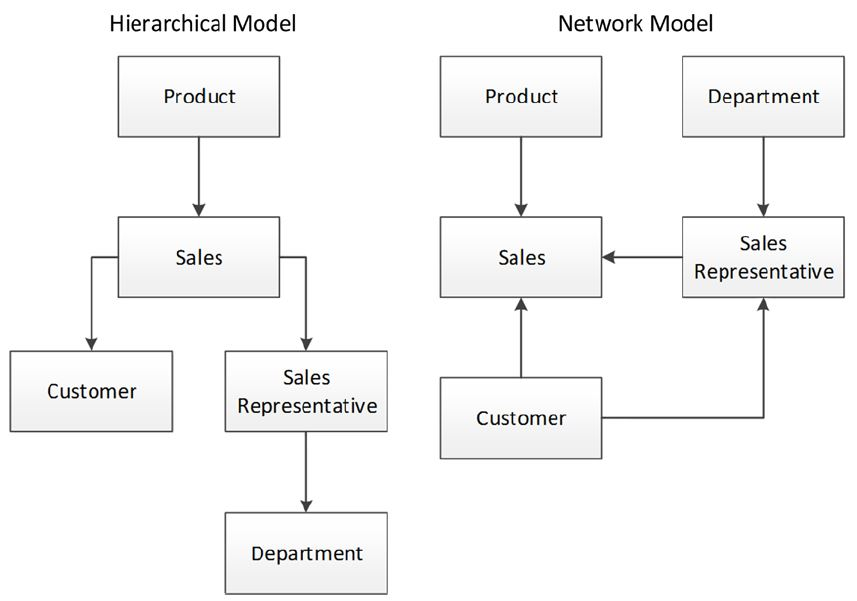 Hierarchical Model
Product
Sales
Customer
Sales
Representative
Department
Network Model
Product
Department
Sales
Sales
Representative
Customer